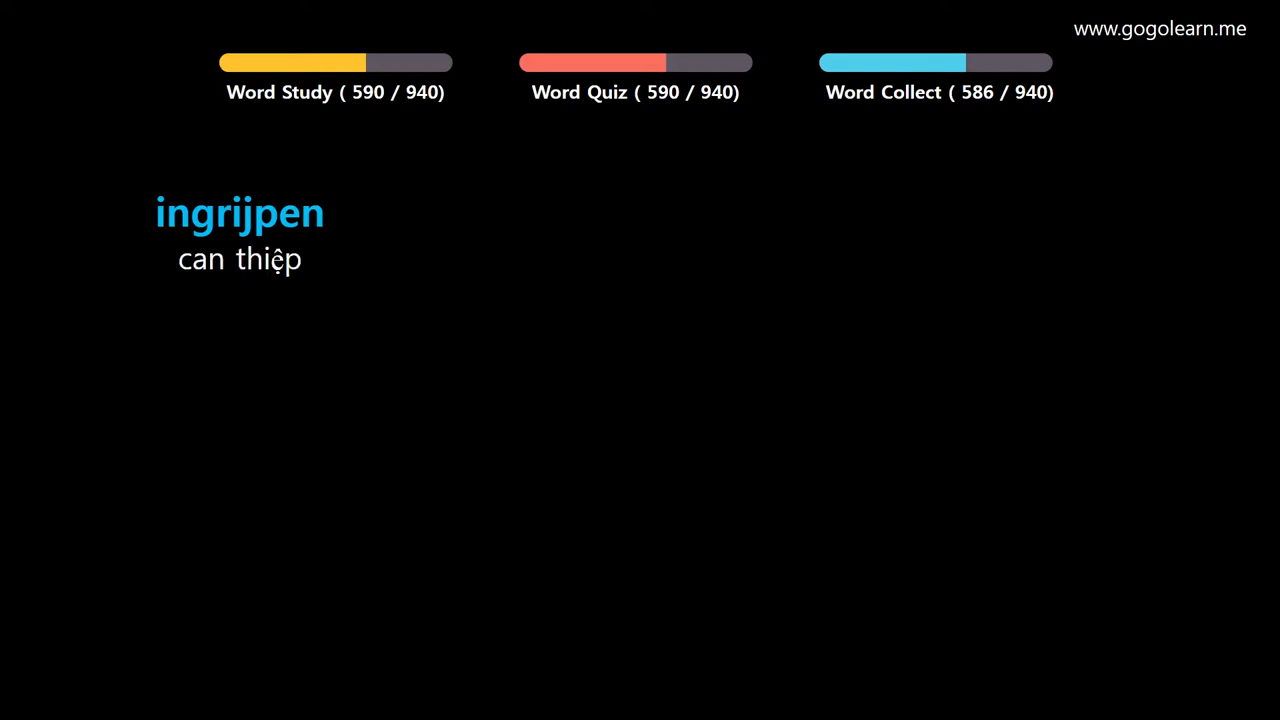 www.gogolearn.me
Word Study ( 590 / 940)
Word Quiz ( 590 / 940)
Word Collect ( 586 / 940)
ingrijpen
can thiệp